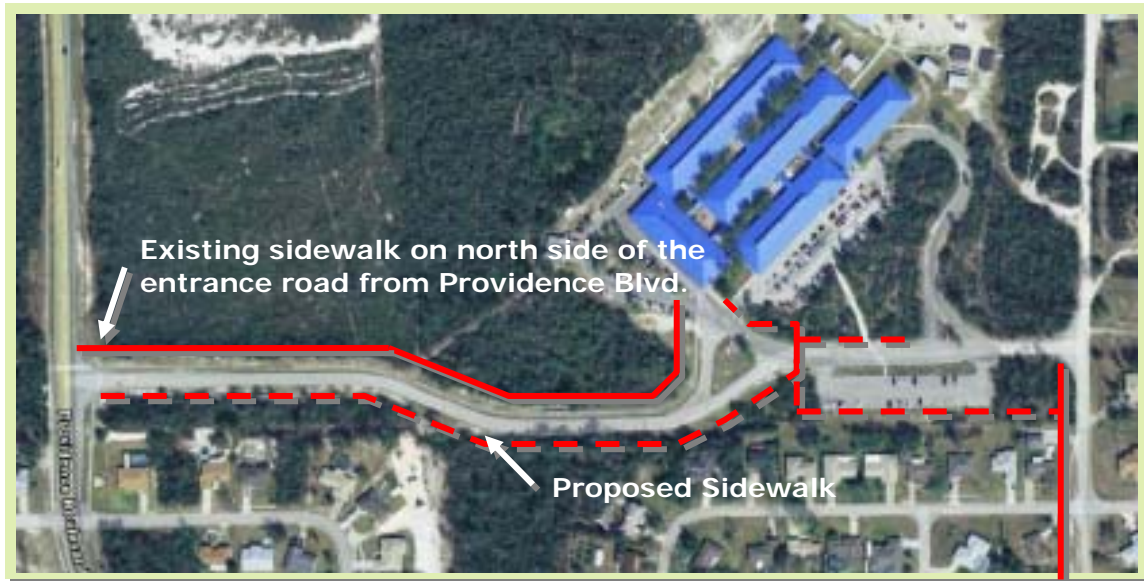 Existing sidewalk on north side of the
entrance road from Providence Blvd.
Proposed Sidewalk